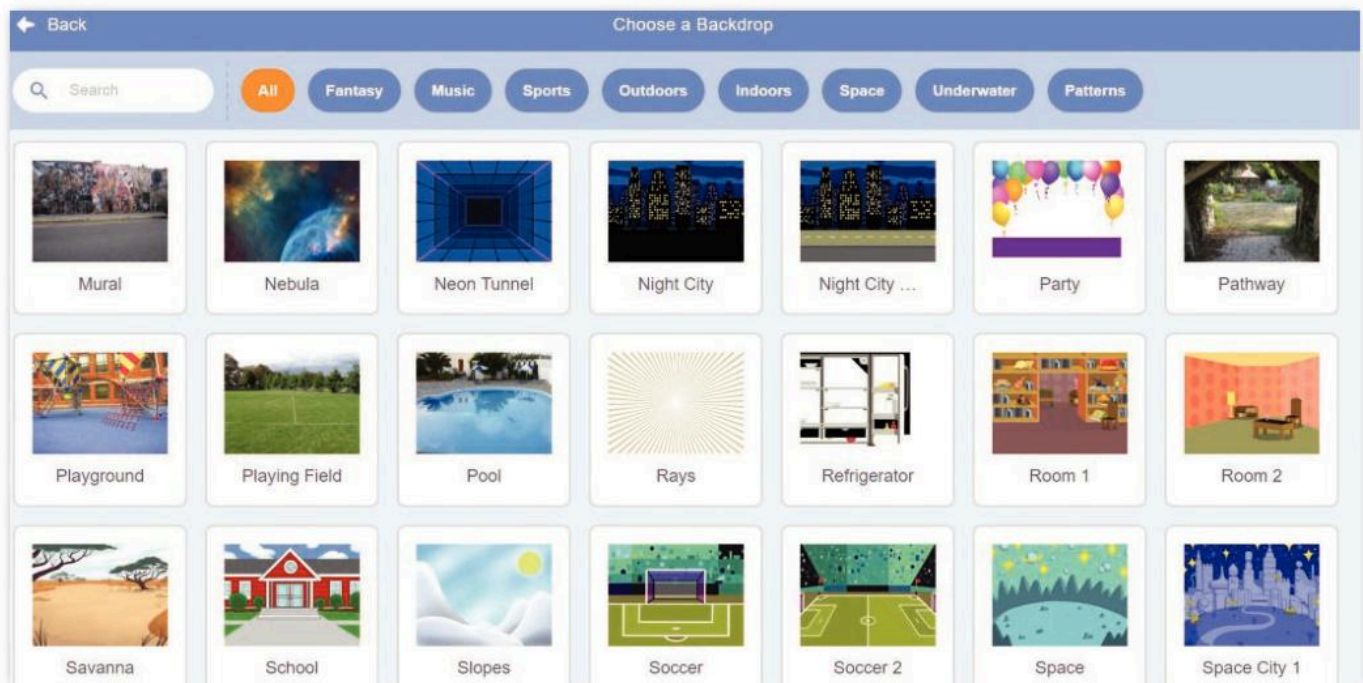 Back
Choose a Backdrop
Search
All
Fantasy
Music
Sports
Outdoors
Indoors
Space
Underwater
Patterns
Mural
Nebula
Neon Tunnel
Night City
Night City ...
Party
Pathway
Playground
Playing Field
Pool
Rays
Refrigerator
Room 1
Room 2
Savanna
School
Slopes
Soccer
Soccer 2
Space
Space City 1